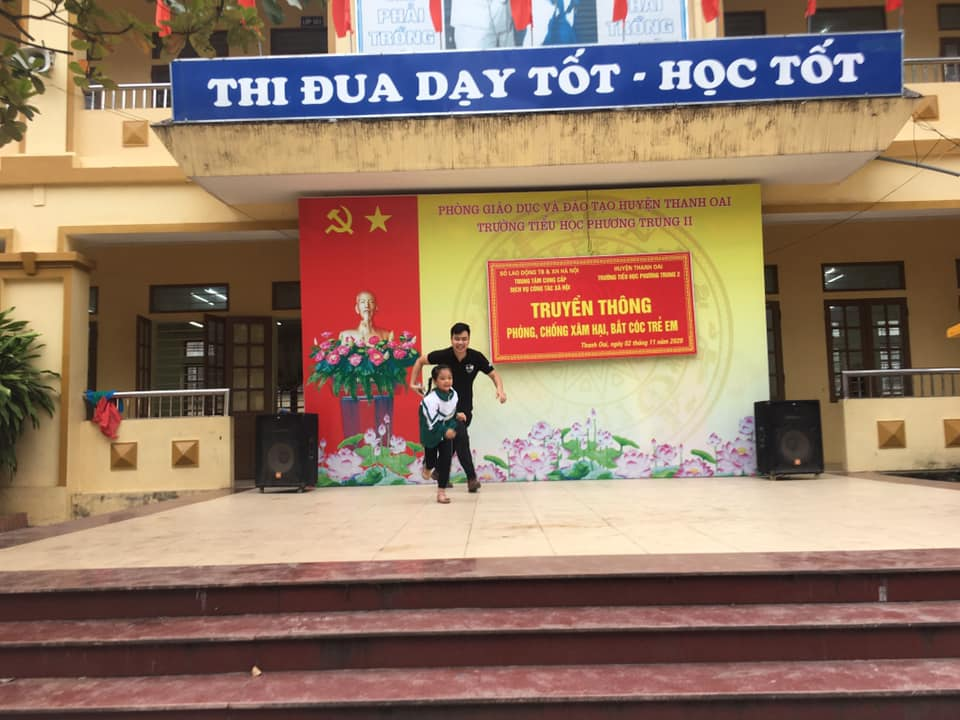 PHẢI
TRỒNG
HẢI
TRỒNG
LỚP
THI ĐUA DẠY TỐT - HỌC TỐT
PHÒNG GIÁO DỤC VÀ ĐÀO TẠO HUYỆN THANH OAI
TRƯỜNG TIỂU HỌC PHƯƠNG TRUNG II
SỞ LAO ĐỘNG TB & XH HÀ NỘI
TRUNG TÂM CUNG CẤP
DỊCH VỤ CÔNG TÁC XÃ HỘI
HUYỆN THANH OAI
TRƯỜNG TIỂU HỌC PHƯƠNG TRUNG 2
TRUYỀN THÔNG
PHÒNG, CHỐNG XÂM HẠI, BẮT CÓC TRẺ EM
Thanh Oai, ngày 02 tháng 11 năm 2020